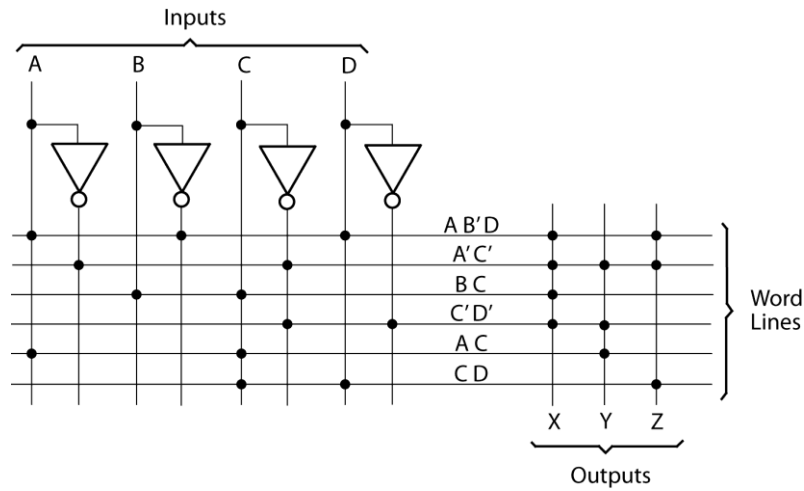 Inputs
A B C D
A B'D
A'C'
B C
C'D'
A C
C D
Word
Lines
X Y Z
Outputs